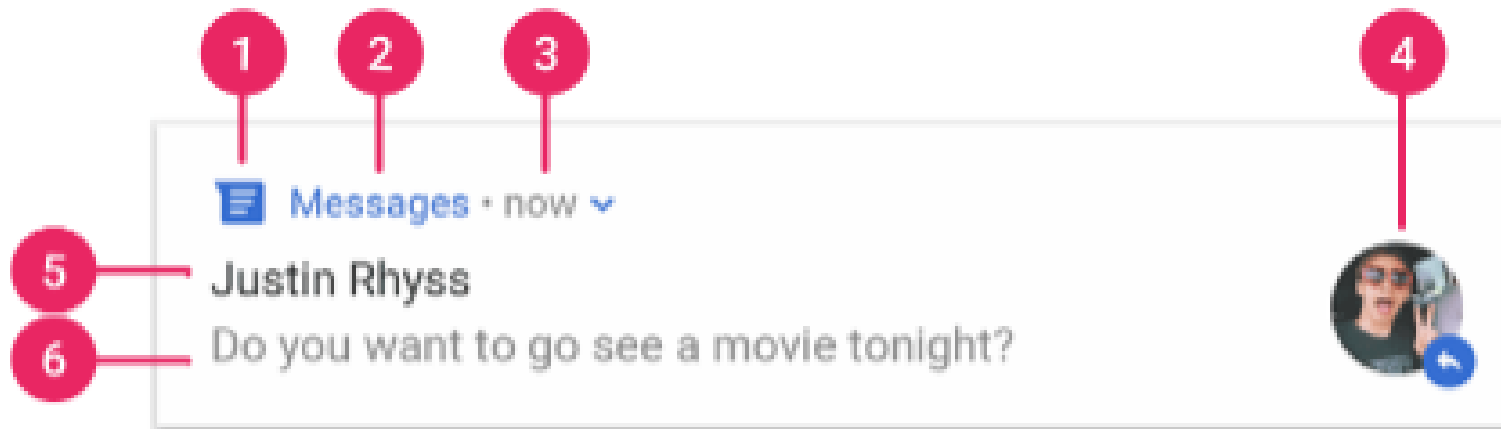 1 2 3 4
Messages • now
5 Justin Rhyss
6 Do you want to go see a movie tonight?